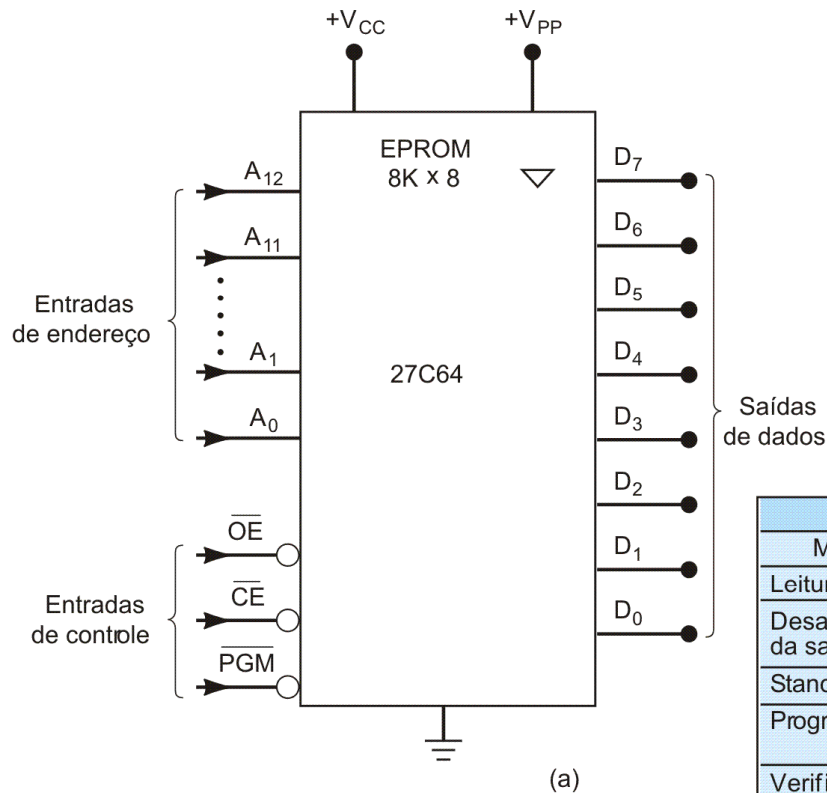 +VCC
+VPP
EPROM
8K x 8
27C64
A12
A11
A1
A0
Entradas
de endereço
OE
CE
PGM
Entradas
de controle
D7
D6
D5
D4
D3
D2
D1
D0
Saídas
de dados
(a)
M
Leitur
Desa
da sa
Stand
Progr
Verifi